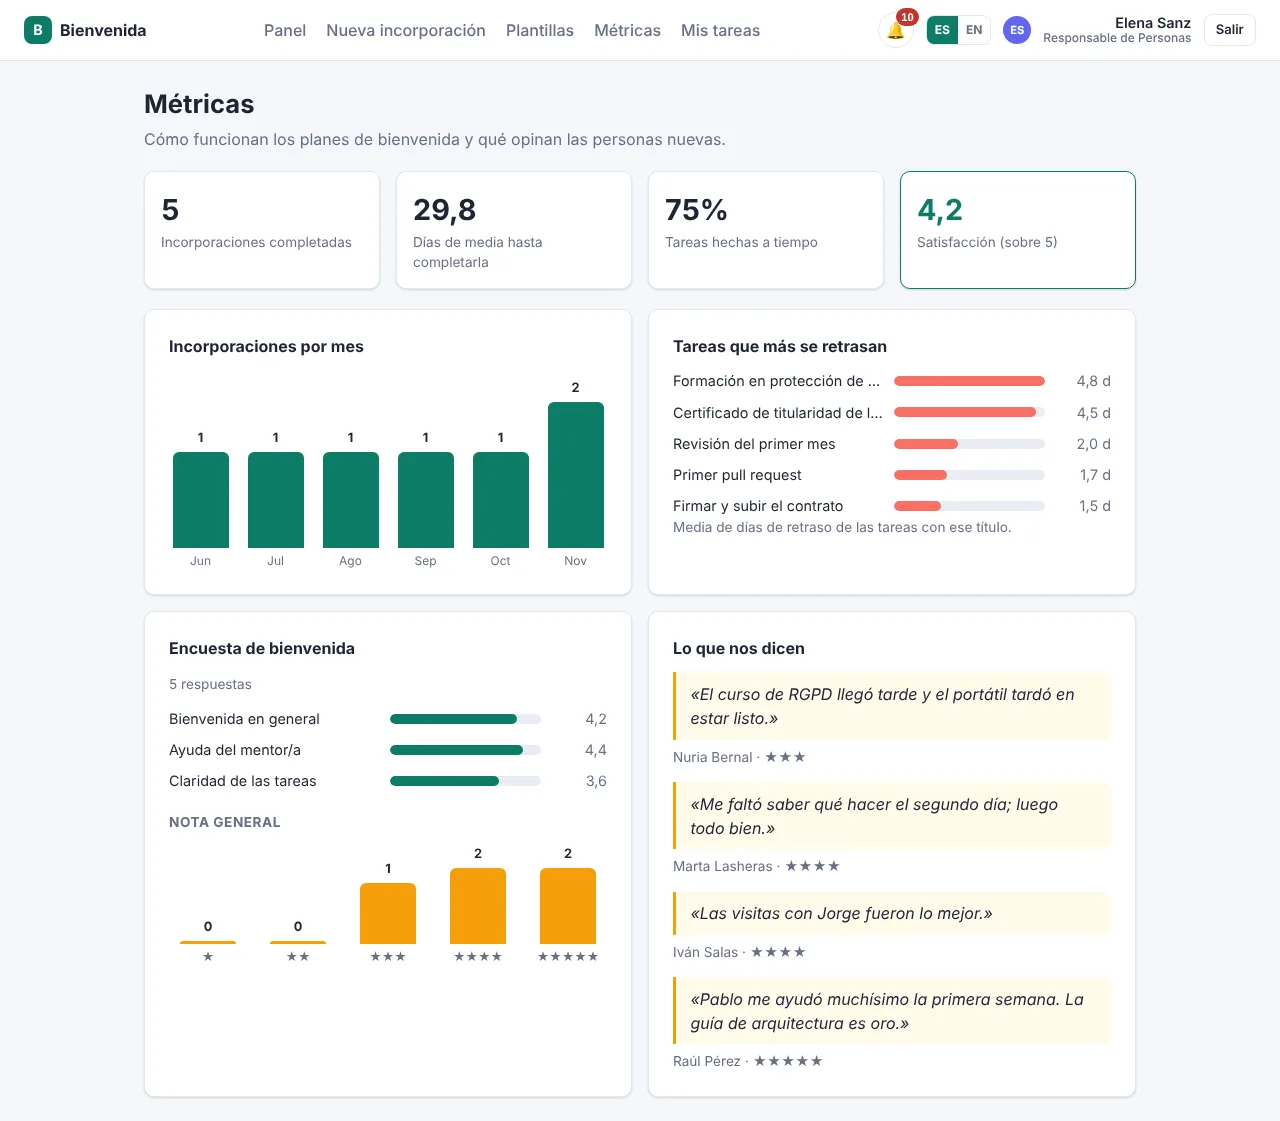 B Bienvenida
Panel Nueva incorporación Plantillas Métricas Mis tareas
10
ES EN
ES
Elena Sanz
Responsable de Personas
Salir
Métricas
Cómo funcionan los planes de bienvenida y qué opinan las personas nuevas.
5
Incorporaciones completadas
29,8
Días de media hasta
completarla
75%
Tareas hechas a tiempo
4,2
Satisfacción (sobre 5)
Incorporaciones por mes
1 1 1 1 1 2
Jun Jul Ago Sep Oct Nov
Tareas que más se retrasan
Formación en protección de ... 4,8 d
Certificado de titularidad de l... 4,5 d
Revisión del primer mes 2,0 d
Primer pull request 1,7 d
Firmar y subir el contrato 1,5 d
Media de días de retraso de las tareas con ese título.
Encuesta de bienvenida
5 respuestas
Bienvenida en general 4,2
Ayuda del mentor/a 4,4
Claridad de las tareas 3,6
NOTA GENERAL
0 0 1 2 2
★ ★★ ★★★ ★★★★ ★★★★★
Lo que nos dicen
«El curso de RGPD llegó tarde y el portátil tardó en
estar listo.»
Nuria Bernal · ★★★
«Me faltó saber qué hacer el segundo día; luego
todo bien.»
Marta Lasheras · ★★★★
«Las visitas con Jorge fueron lo mejor.»
Iván Salas · ★★★★
«Pablo me ayudó muchísimo la primera semana. La
guía de arquitectura es oro.»
Raúl Pérez · ★★★★★